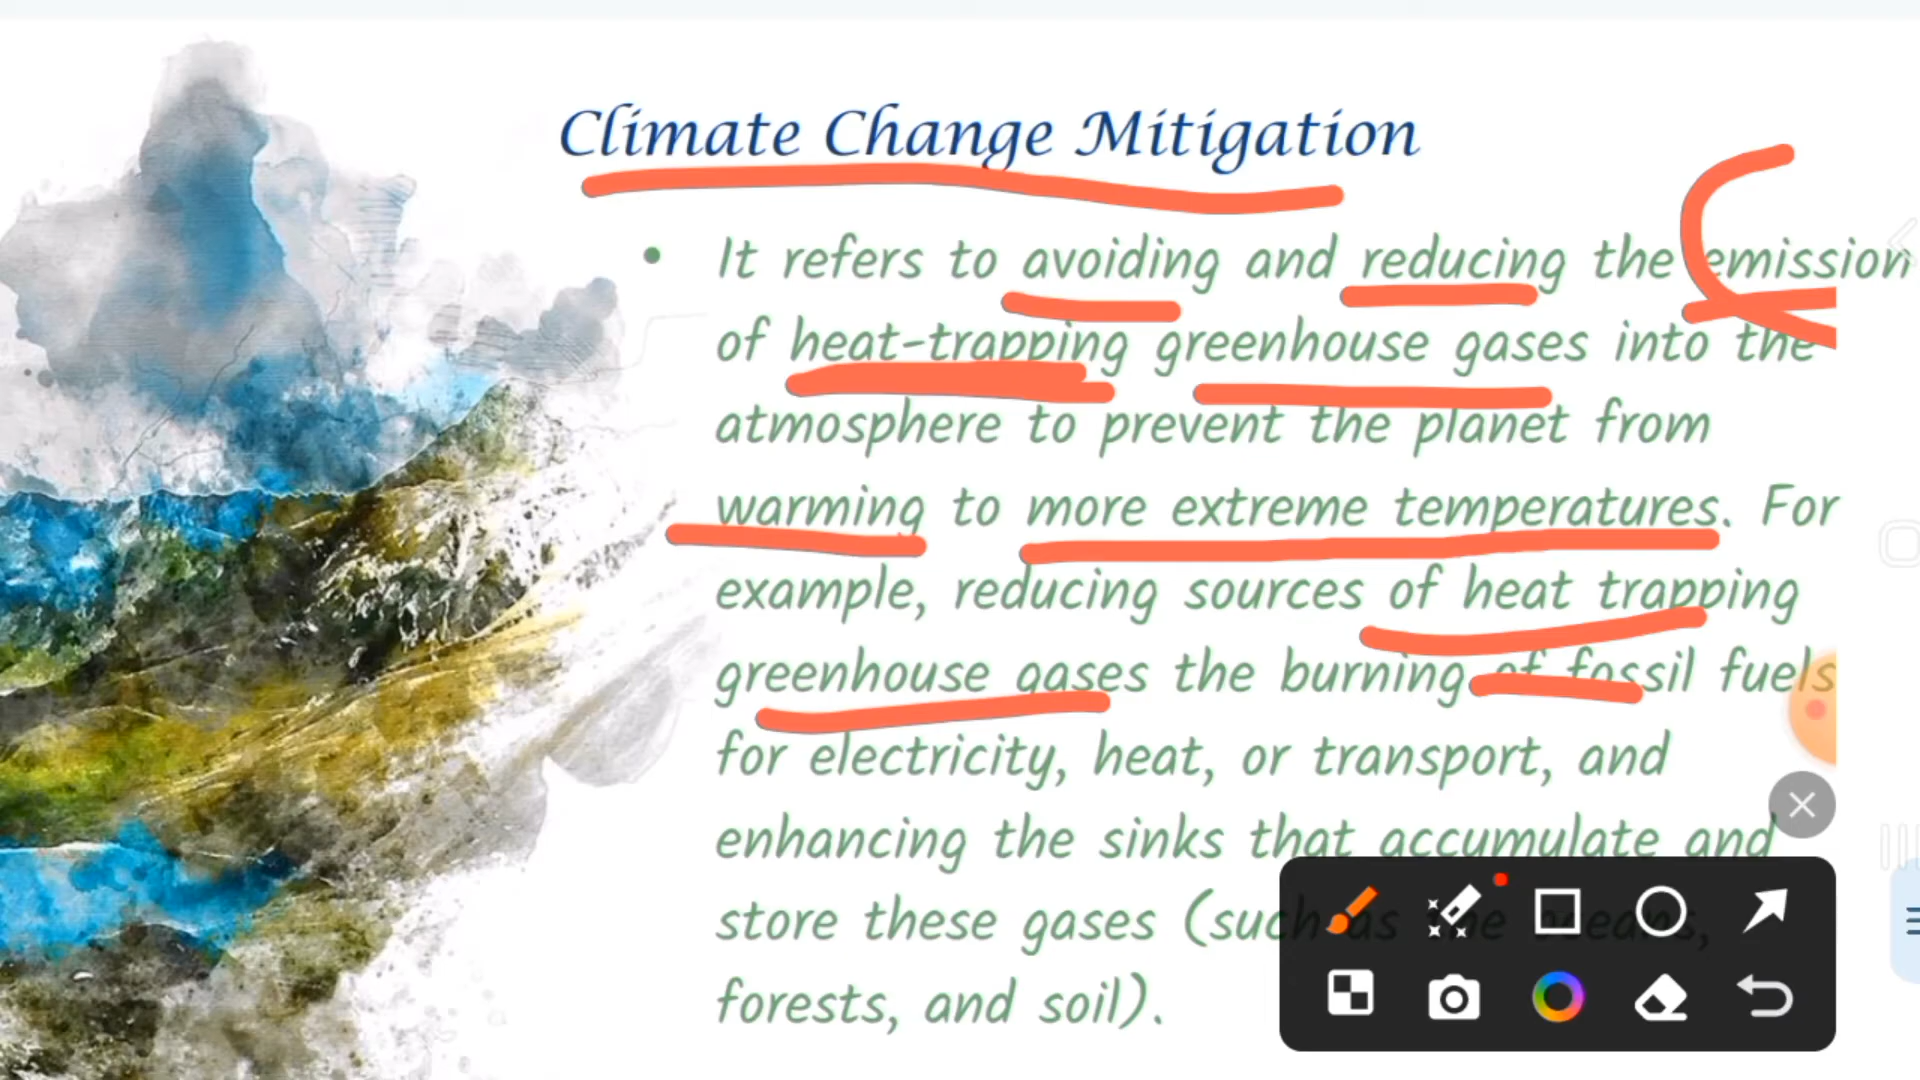 Climate Change Mitigation
• It refers to avoiding and reducing the emission
of heat-trapping greenhouse gases into the
atmosphere to prevent the planet from
warming to more extreme temperatures. For
example, reducing sources of heat trapping
greenhouse gases the burning of fossil fuels
for electricity, heat, or transport, and
enhancing the sinks that accumulate and
store these gases (such as the oceans,
forests, and soil).